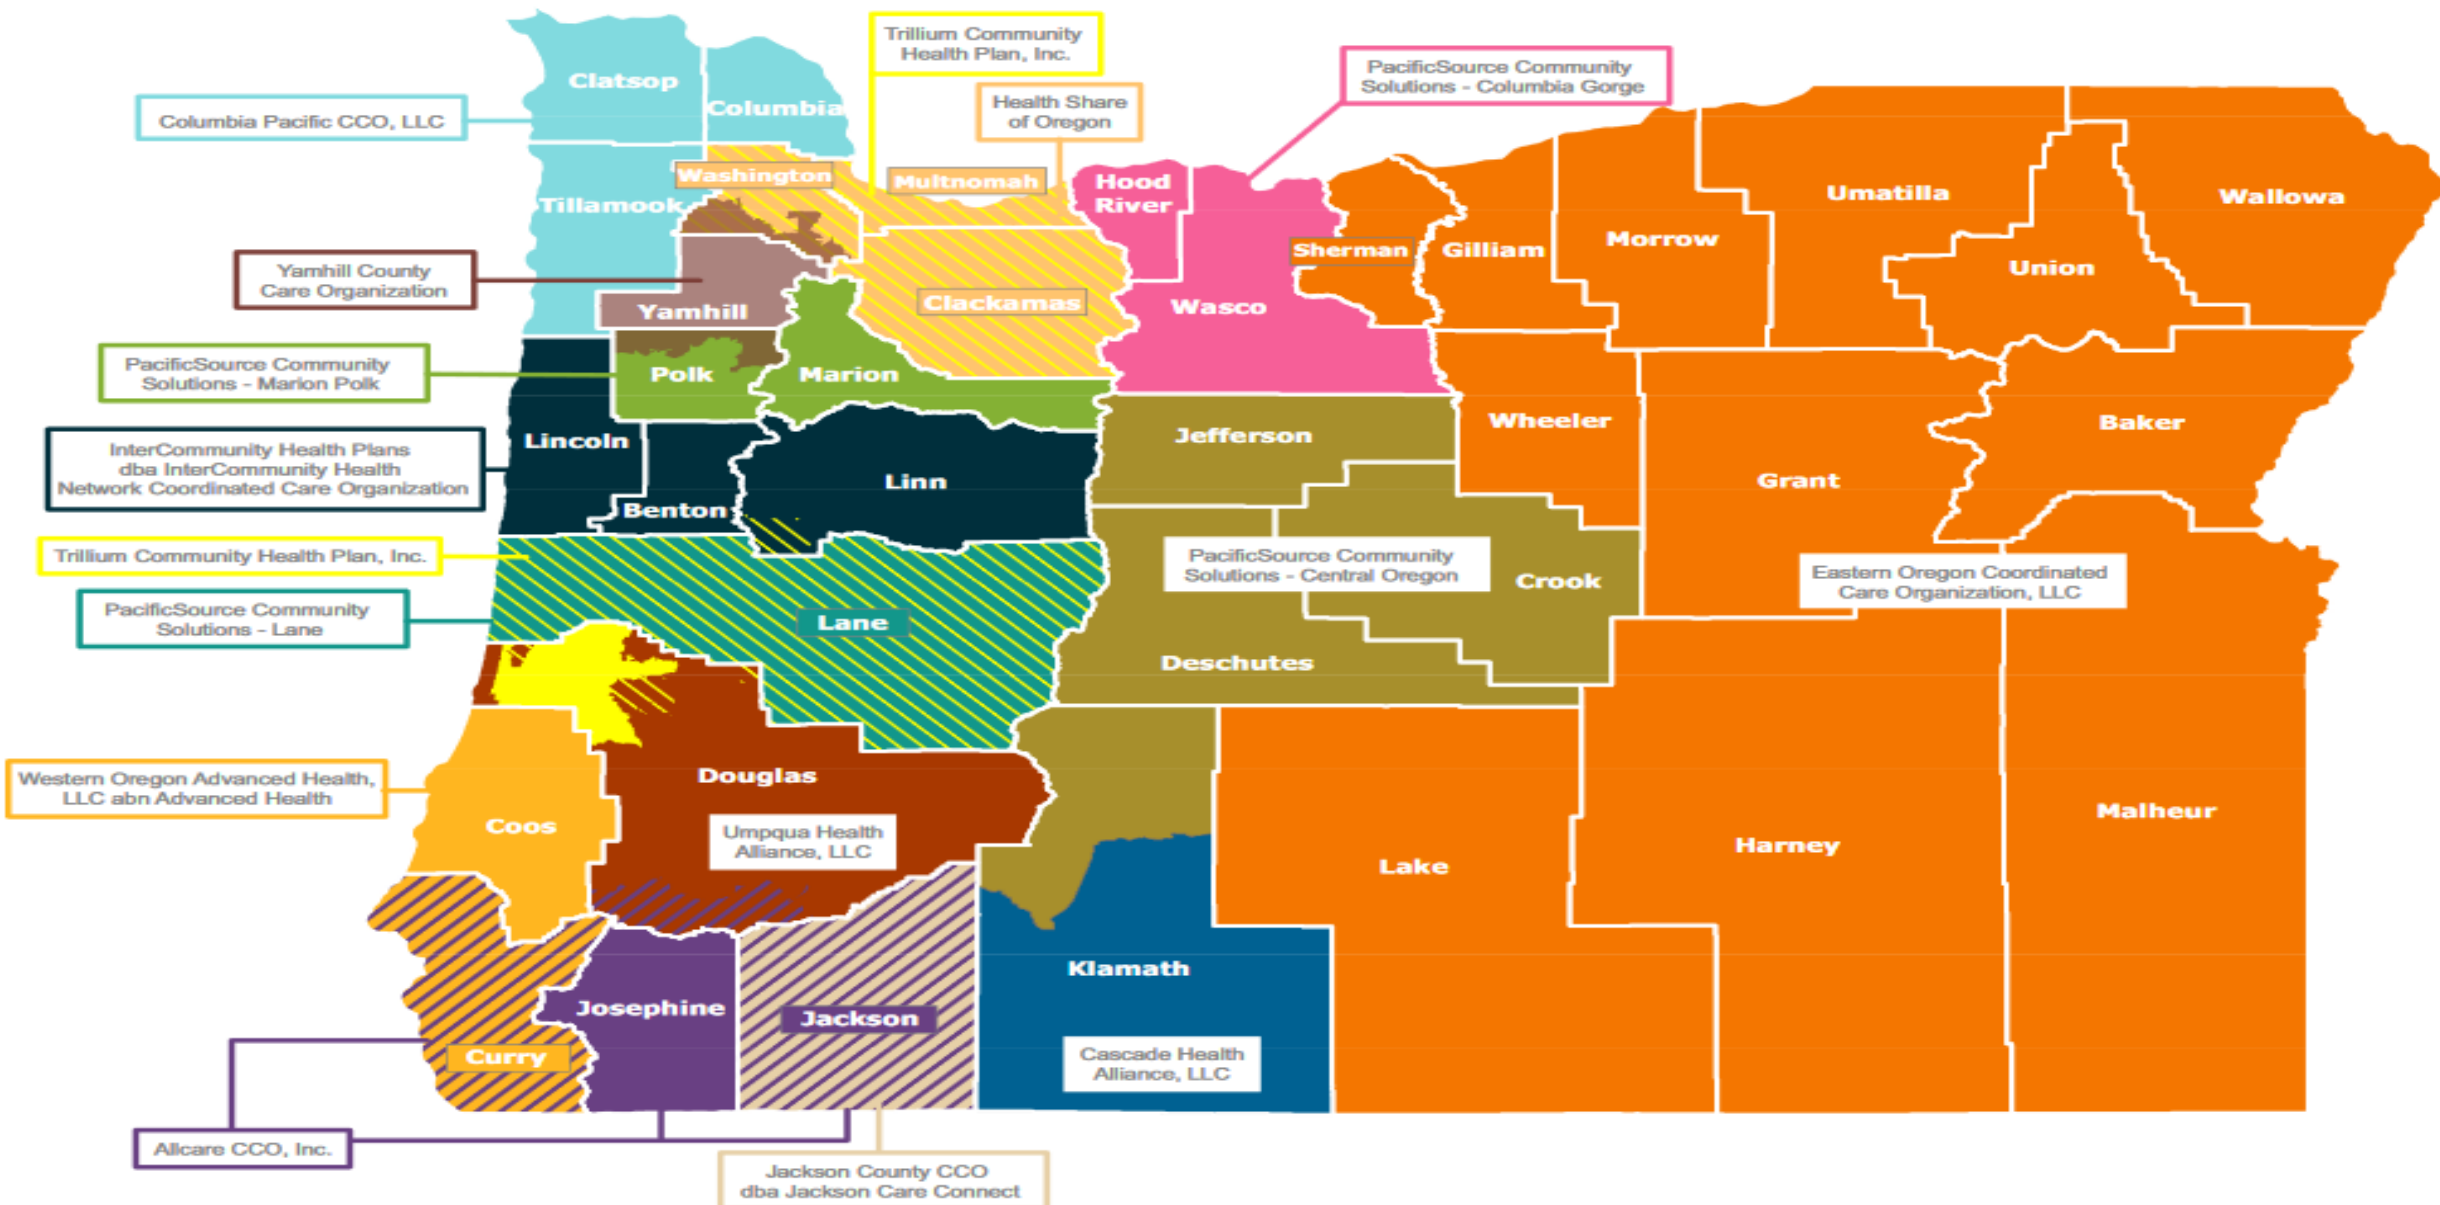 Trillium Community
Health Plan, Inc.
PacificSource Community
Solutions - Columbia Gorge
Clatsop
Columbia
Health Share
of Oregon
Columbia Pacific CCO, LLC
Washington
Multnomah
Hood
River
Tillamook
Umatilla
Wallowa
Sherman
Gilliam
Morrow
Union
Yamhill County
Care Organization
Yamhill
Clackamas
Wasco
PacificSource Community
Solutions - Marion Polk
Polk
Marion
Lincoln
Jefferson
Wheeler
Baker
InterCommunity Health Plans
dba InterCommunity Health
Network Coordinated Care Organization
Linn
Benton
Grant
Trillium Community Health Plan, Inc.
PacificSource Community
Solutions - Central Oregon
Crook
Eastern Oregon Coordinated
Care Organization, LLC
PacificSource Community
Solutions - Lane
Lane
Deschutes
Western Oregon Advanced Health,
LLC abn Advanced Health
Douglas
Coos
Umpqua Health
Alliance, LLC
Lake
Harney
Malheur
Klamath
Josephine
Jackson
Curry
Cascade Health
Alliance, LLC
Allcare CCO, Inc.
Jackson County CCO
dba Jackson Care Connect